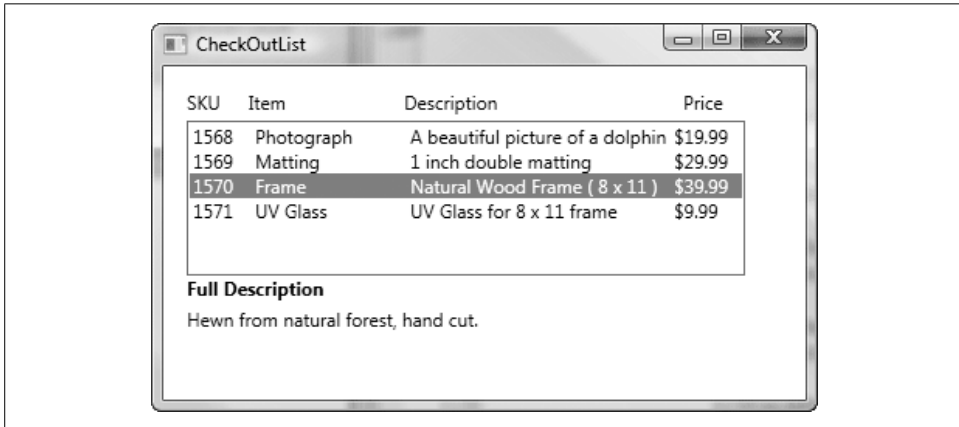 CheckOutList
SKU Item Description Price
1568 Photograph A beautiful picture of a dolphin $19.99
1569 Matting 1 inch double matting $29.99
1570 Frame Natural Wood Frame ( 8 x 11 ) $39.99
1571 UV Glass UV Glass for 8 x 11 frame $9.99
Full Description
Hewn from natural forest, hand cut.